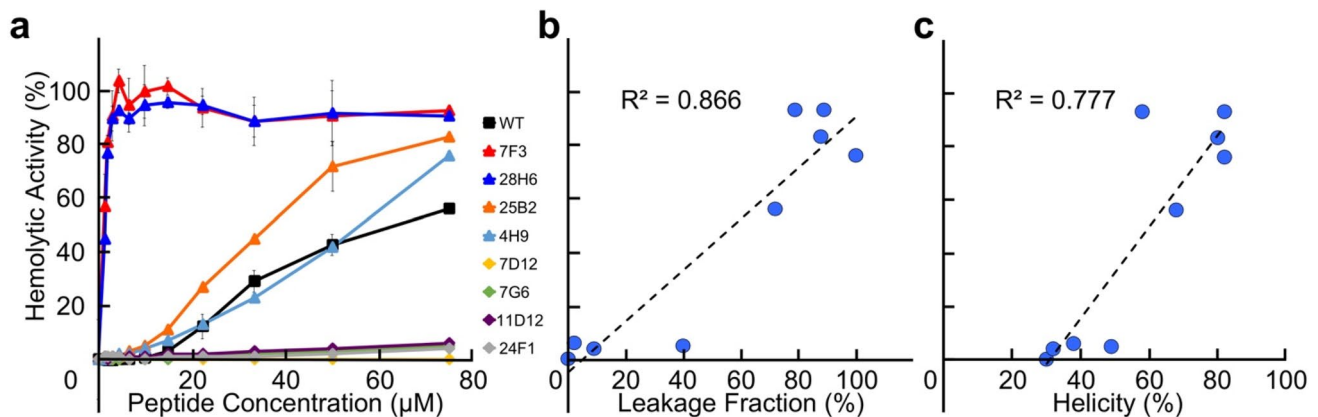 a
Hemolytic Activity (%)
100
80
60
40
20
0
20
40
60
80
Peptide Concentration (µM)
WT
7F3
28H6
25B2
4H9
7D12
7G6
11D12
24F1
b
R² = 0.866
0
20
40
60
80
100
Leakage Fraction (%)
c
R² = 0.777
0
20
40
60
80
100
Helicity (%)